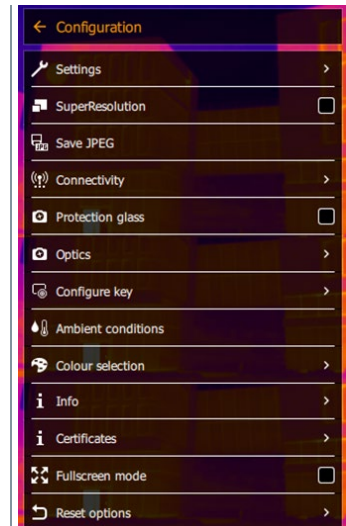 Configuration
Settings
SuperResolution
Save JPEG
Connectivity
Protection glass
Optics
Configure key
Ambient conditions
Colour selection
Info
Certificates
Fullscreen mode
Reset options